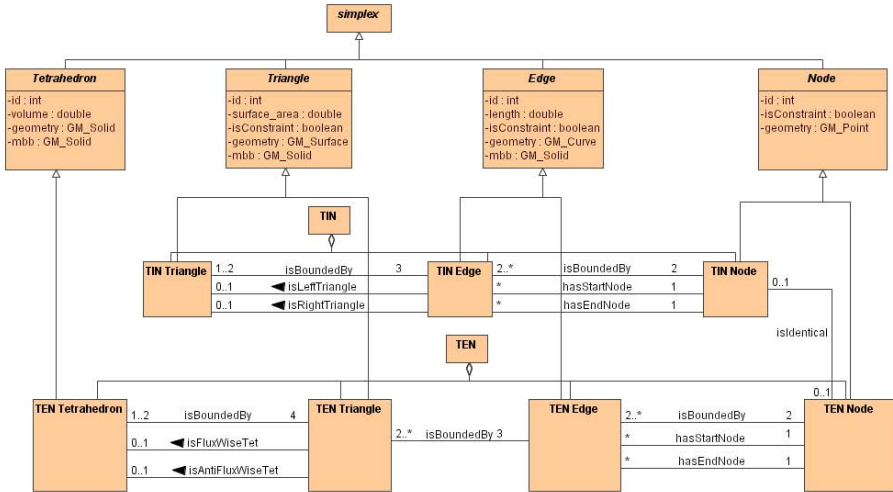 simplex
Tetrahedron
-id : int
-volume : double
-geometry : GM_Solid
-mbb : GM_Solid
Triangle
-id : int
-surface_area : double
-isConstraint : boolean
-geometry : GM_Surface
-mbb : GM_Solid
Edge
-id : int
-length : double
-isConstraint : boolean
-geometry : GM_Curve
-mbb : GM_Solid
Node
-id : int
-isConstraint : boolean
-geometry : GM_Point
TIN
TIN Triangle
1..2 isBoundedBy 3
0..1 isLeftTriangle
0..1 isRightTriangle
TIN Edge
2..* isBoundedBy 2
* hasStartNode 1
* hasEndNode 1
TIN Node
0..1
isIdentical
0..1
TEN
TEN Tetrahedron
1..2 isBoundedBy 4
0..1 isFluxWiseTet
0..1 isAntiFluxWiseTet
TEN Triangle
2..* isBoundedBy 3
TEN Edge
2..* isBoundedBy 2
* hasStartNode 1
* hasEndNode 1
TEN Node